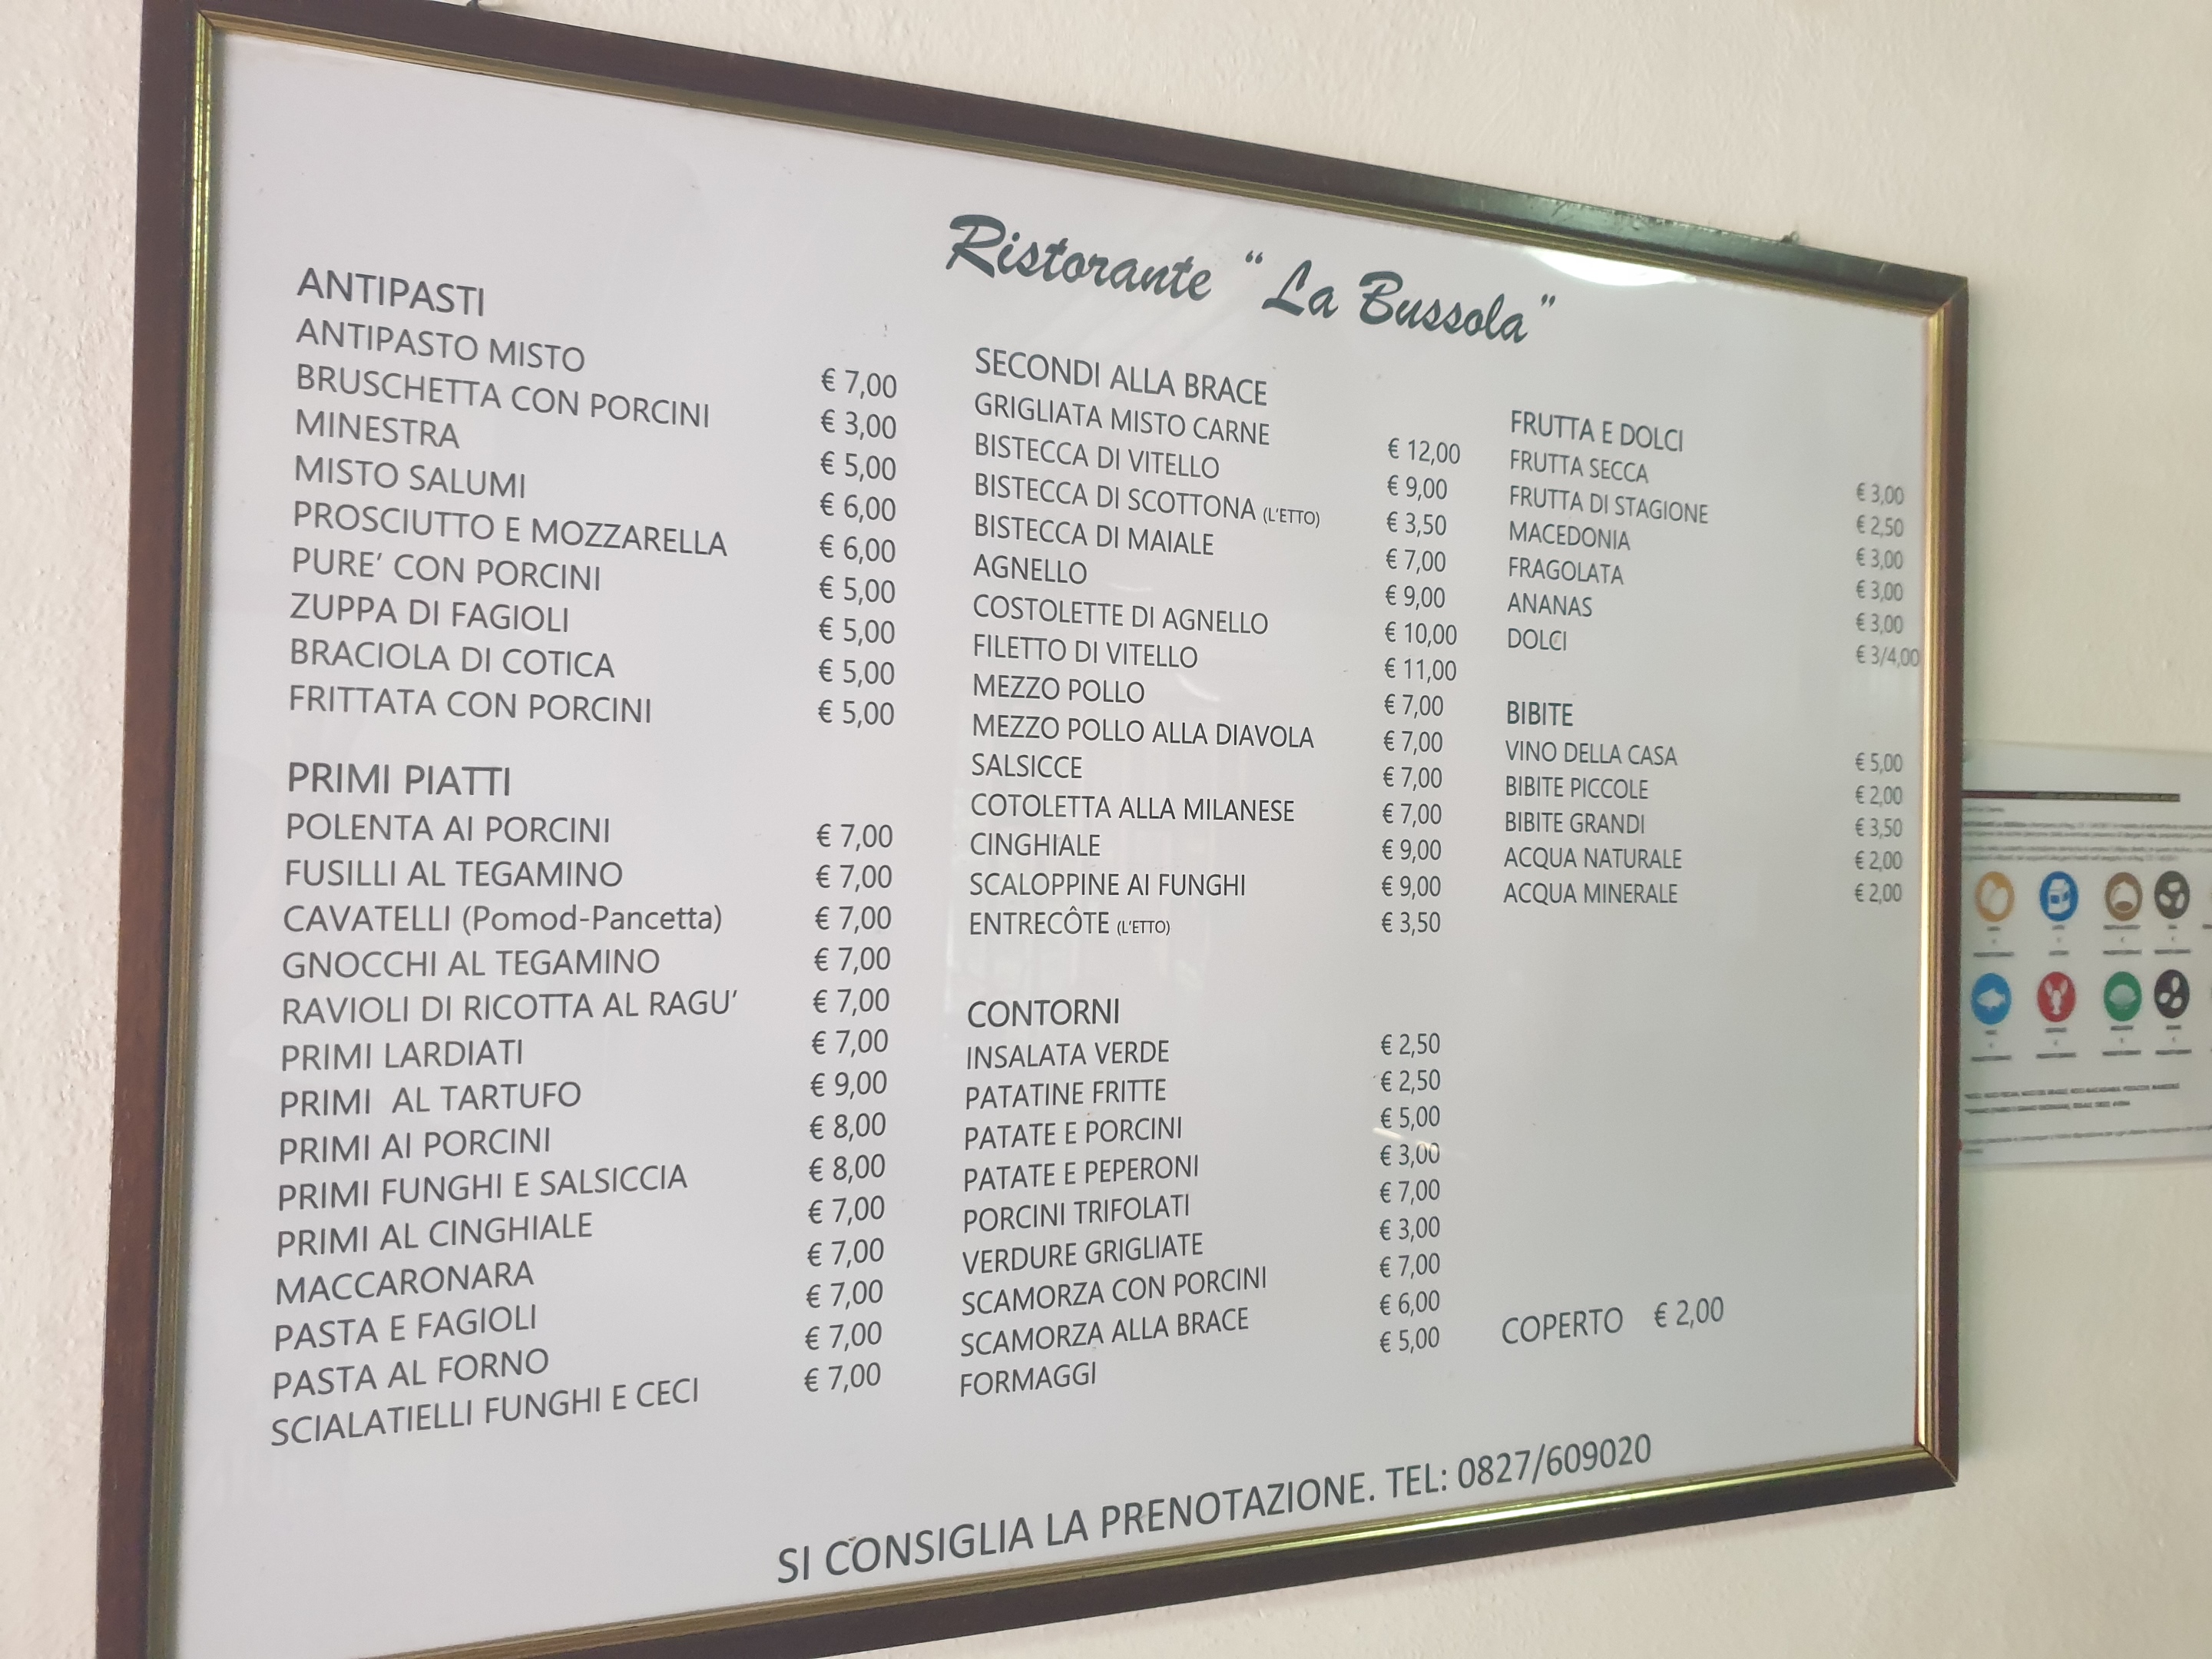 Ristorante “ La Bussola”
ANTIPASTI
ANTIPASTO MISTO € 7,00
BRUSCHETTA CON PORCINI € 3,00
MINESTRA € 5,00
MISTO SALUMI € 6,00
PROSCIUTTO E MOZZARELLA € 6,00
PURE’ CON PORCINI € 5,00
ZUPPA DI FAGIOLI € 5,00
BRACIOLA DI COTICA € 5,00
FRITTATA CON PORCINI € 5,00
PRIMI PIATTI
POLENTA AI PORCINI € 7,00
FUSILLI AL TEGAMINO € 7,00
CAVATELLI (Pomod-Pancetta) € 7,00
GNOCCHI AL TEGAMINO € 7,00
RAVIOLI DI RICOTTA AL RAGU’ € 7,00
PRIMI LARDIATI € 7,00
PRIMI AL TARTUFO € 9,00
PRIMI AI PORCINI € 8,00
PRIMI FUNGHI E SALSICCIA € 8,00
PRIMI AL CINGHIALE € 7,00
MACCARONARA € 7,00
PASTA E FAGIOLI € 7,00
PASTA AL FORNO € 7,00
SCIALATIELLI FUNGHI E CECI € 7,00
SECONDI ALLA BRACE
GRIGLIATA MISTO CARNE € 12,00
BISTECCA DI VITELLO € 9,00
BISTECCA DI SCOTTONA (L’ETTO) € 3,50
BISTECCA DI MAIALE € 7,00
AGNELLO € 9,00
COSTOLETTE DI AGNELLO € 10,00
FILETTO DI VITELLO € 11,00
MEZZO POLLO € 7,00
MEZZO POLLO ALLA DIAVOLA € 7,00
SALSICCE € 7,00
COTOLETTA ALLA MILANESE € 7,00
CINGHIALE € 9,00
SCALOPPINE AI FUNGHI € 9,00
ENTRECÔTE (L’ETTO) € 3,50
CONTORNI
INSALATA VERDE € 2,50
PATATINE FRITTE € 2,50
PATATE E PORCINI € 5,00
PATATE E PEPERONI € 3,00
PORCINI TRIFOLATI € 7,00
VERDURE GRIGLIATE € 3,00
SCAMORZA CON PORCINI € 7,00
SCAMORZA ALLA BRACE € 6,00
FORMAGGI € 5,00
FRUTTA E DOLCI
FRUTTA SECCA € 3,00
FRUTTA DI STAGIONE € 2,50
MACEDONIA € 3,00
FRAGOLATA € 3,00
ANANAS € 3,00
DOLCI € 3/4,00
BIBITE
VINO DELLA CASA € 5,00
BIBITE PICCOLE € 2,00
BIBITE GRANDI € 3,50
ACQUA NATURALE € 2,00
ACQUA MINERALE € 2,00
COPERTO € 2,00
SI CONSIGLIA LA PRENOTAZIONE. TEL: 0827/609020